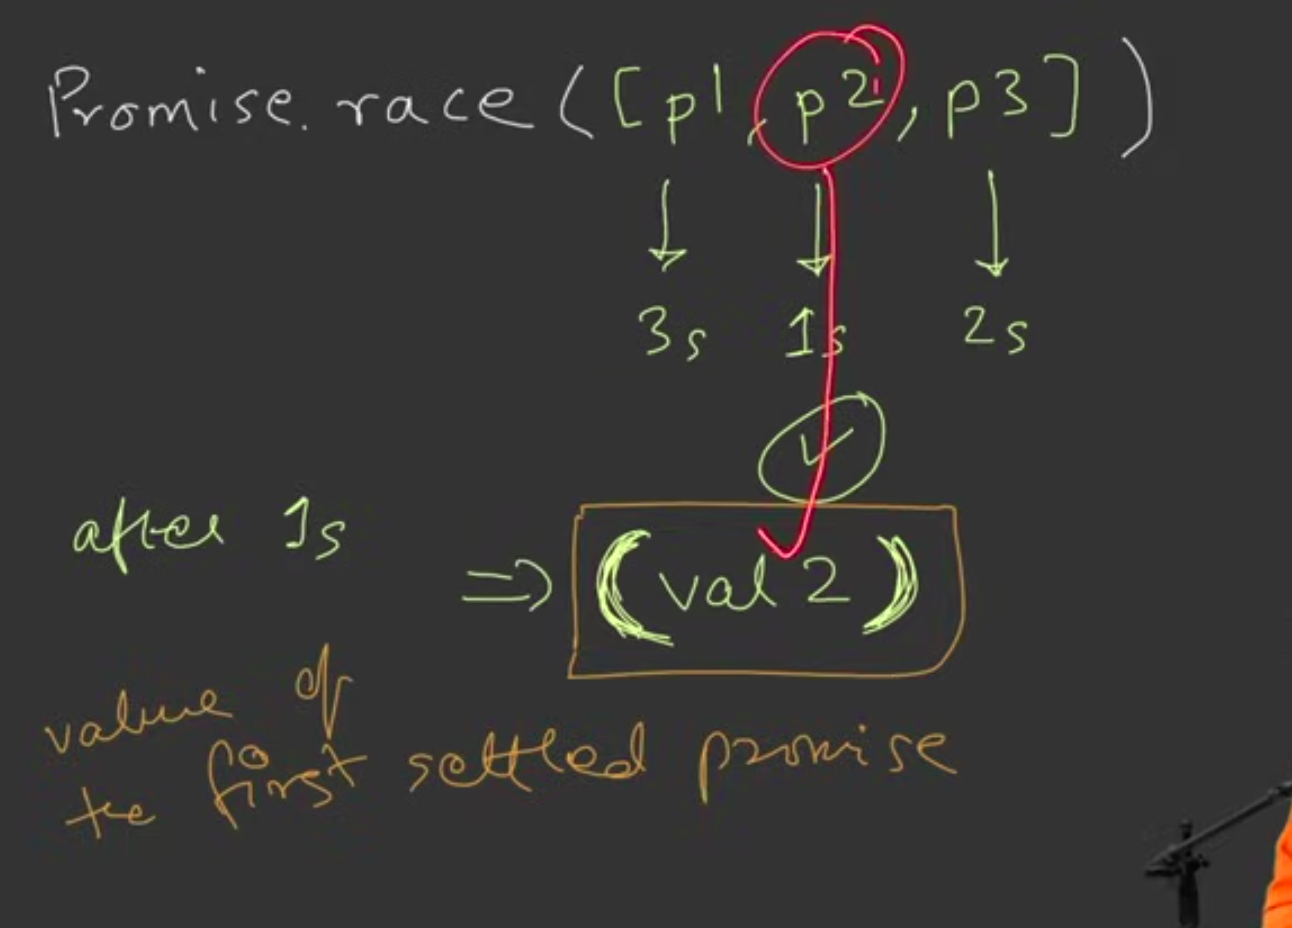 Promise.race([p1, p2, p3])
3s 1s 2s
after 1s
=> (val 2)
value of
the first settled promise